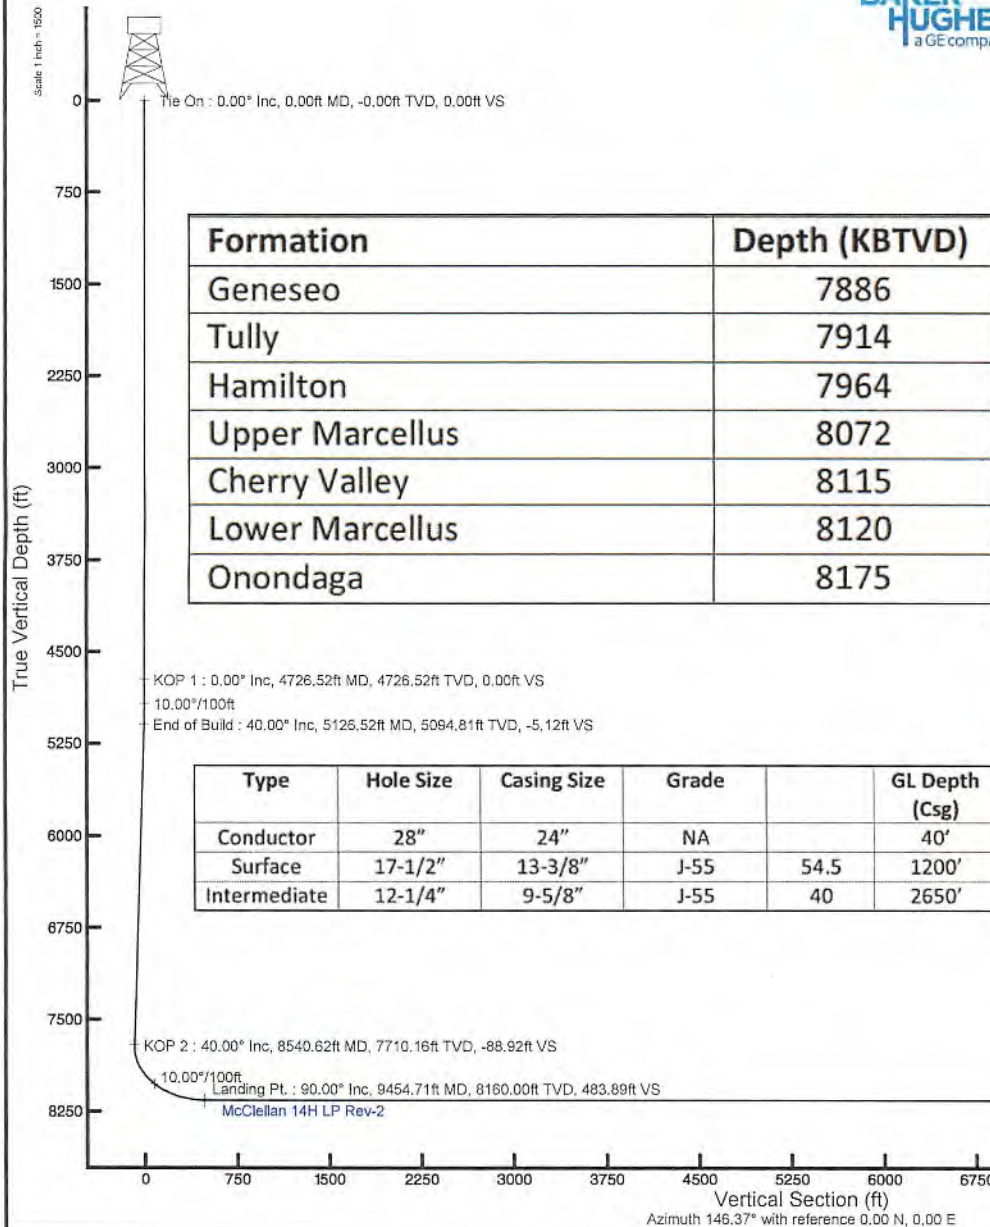 Scale 1 inch = 1500
HUGHE
a GE compa
0
Tie On : 0.00° Inc, 0.00ft MD, -0.00ft TVD, 0.00ft VS
750
Formation Depth (KBTVD)
1500
Geneseo 7886
Tully 7914
2250
Hamilton 7964
Upper Marcellus 8072
3000
Cherry Valley 8115
Lower Marcellus 8120
3750
Onondaga 8175
True Vertical Depth (ft)
4500
KOP 1 : 0.00° Inc, 4726.52ft MD, 4726.52ft TVD, 0.00ft VS
10.00°/100ft
End of Build : 40.00° Inc, 5126.52ft MD, 5094.81ft TVD, -5.12ft VS
5250
Type Hole Size Casing Size Grade GL Depth
(Csg)
6000
Conductor 28" 24" NA 40'
Surface 17-1/2" 13-3/8" J-55 54.5 1200'
Intermediate 12-1/4" 9-5/8" J-55 40 2650'
6750
7500
KOP 2 : 40.00° Inc, 8540.62ft MD, 7710.16ft TVD, -88.92ft VS
10.00°/100ft
Landing Pt. : 90.00° Inc, 9454.71ft MD, 8160.00ft TVD, 483.89ft VS
8250
McClellan 14H LP Rev-2
0 750 1500 2250 3000 3750 4500 5250 6000 6750
Vertical Section (ft)
Azimuth 146.37° with reference 0.00 N, 0.00 E